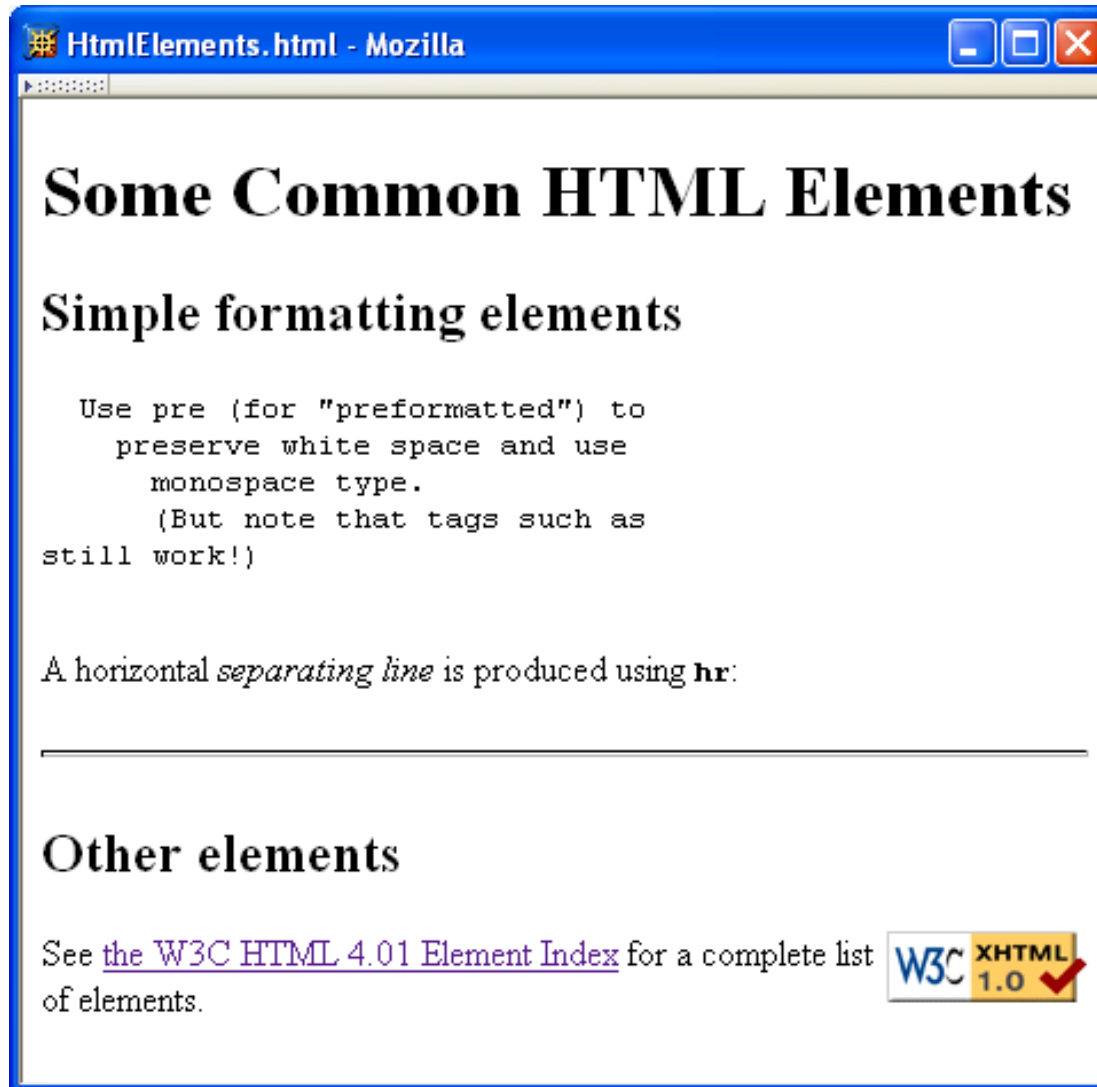 HtmlElements.html - Mozilla
Some Common HTML Elements
Simple formatting elements
  Use pre (for "preformatted") to
    preserve white space and use
      monospace type.
      (But note that tags such as
still work!)
A horizontal separating line is produced using hr:
Other elements
See the W3C HTML 4.01 Element Index for a complete list
of elements.
W3C XHTML
1.0